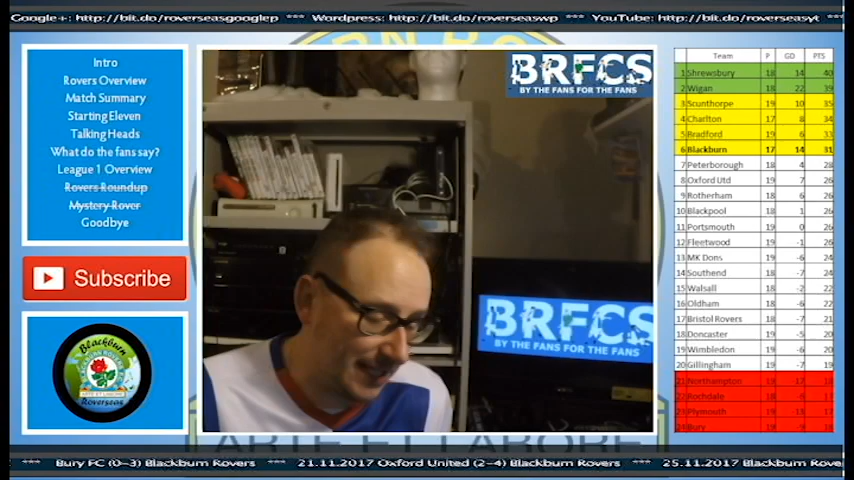 Google+: http://bit.do/roverseasgooglep *** Wordpress: http://bit.do/roverseaswp *** YouTube: http://bit.do/roverseasyt ***
Intro
Rovers Overview
Match Summary
Starting Eleven
Talking Heads
What do the fans say?
League 1 Overview
Rovers Roundup
Mystery Rover
Goodbye
Subscribe
Blackburn
Roverseas
BRFCS
BY THE FANS FOR THE FANS
BRFCS
BY THE FANS FOR THE FANS
ARTE ET LABORE
Team P GD PTS
1 Shrewsbury 18 14 40
2 Wigan 18 22 39
3 Scunthorpe 19 10 35
4 Charlton 17 8 34
5 Bradford 19 6 33
6 Blackburn 17 14 31
7 Peterborough 18 4 28
8 Oxford Utd 19 7 26
9 Rotherham 18 6 26
10 Blackpool 18 1 26
11 Portsmouth 19 0 26
12 Fleetwood 19 -1 26
13 MK Dons 19 -6 24
14 Southend 18 -7 24
15 Walsall 18 -2 22
16 Oldham 18 -6 22
17 Bristol Rovers 18 -7 21
18 Doncaster 19 -5 20
19 Wimbledon 19 -6 20
20 Gillingham 19 -7 19
21 Northampton 19 -17 18
22 Rochdale 18 17
23 Plymouth 17
24 Bury 19 -9
*** Bury FC (0-3) Blackburn Rovers *** 21.11.2017 Oxford United (2-4) Blackburn Rovers *** 25.11.2017 Blackburn Rove